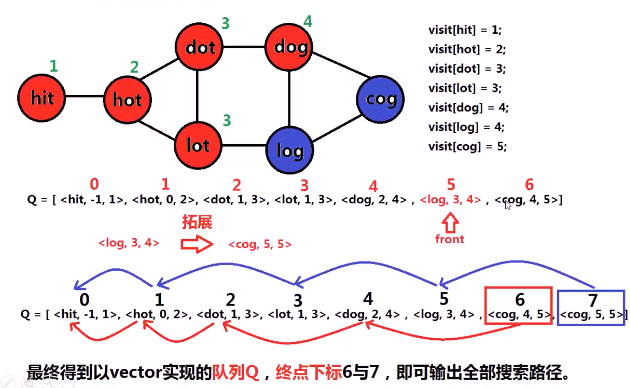 3
4
dot
dog
visit[hit] = 1;
visit[hot] = 2;
visit[dot] = 3;
visit[lot] = 3;
visit[dog] = 4;
visit[log] = 4;
visit[cog] = 5;
1
2
hit
hot
cog
3
lot
log
0 1 2 3 4 5 6
Q = [ <hit, -1, 1>, <hot, 0, 2>, <dot, 1, 3>, <lot, 1, 3>, <dog, 2, 4> , <log, 3, 4> , <cog, 4, 5>]
拓展
<log, 3, 4>
<cog, 5, 5>
front
0 1 2 3 4 5 6 7
Q = [ <hit, -1, 1>, <hot, 0, 2>, <dot, 1, 3>, <lot, 1, 3>, <dog, 2, 4> , <log, 3, 4> , <cog, 4, 5>, <cog, 5, 5>]
最终得到以vector实现的队列Q，终点下标6与7，即可输出全部搜索路径。